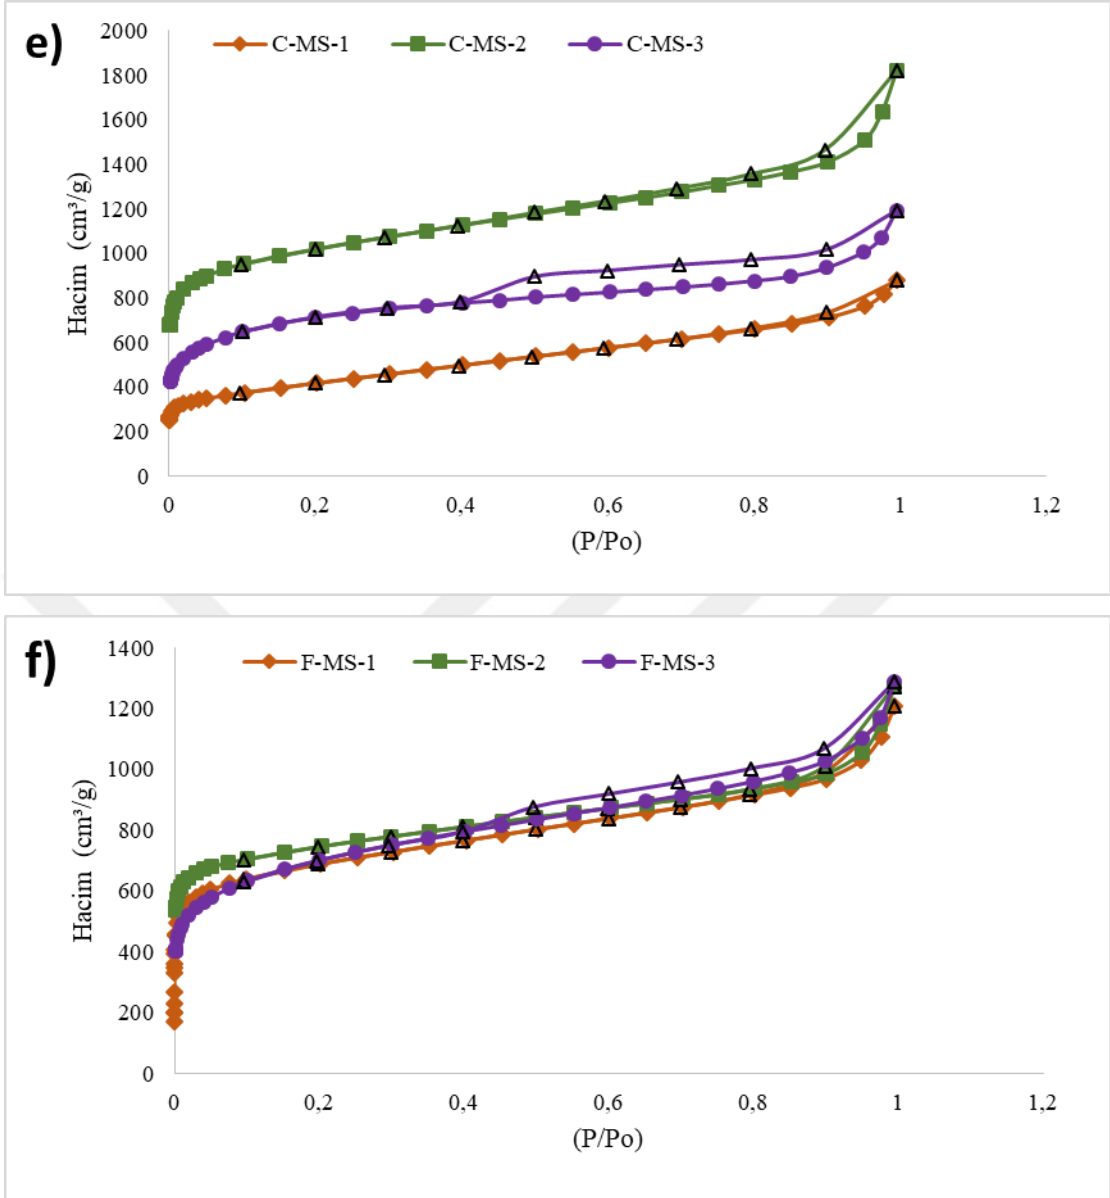 e)
C-MS-1 C-MS-2 C-MS-3
2000
1800
1600
1400
1200
1000
800
600
400
200
0
Hacim (cm³/g)
0 0,2 0,4 0,6 0,8 1 1,2
(P/Po)
f)
F-MS-1 F-MS-2 F-MS-3
1400
1200
1000
800
600
400
200
0
Hacim (cm³/g)
0 0,2 0,4 0,6 0,8 1 1,2
(P/Po)